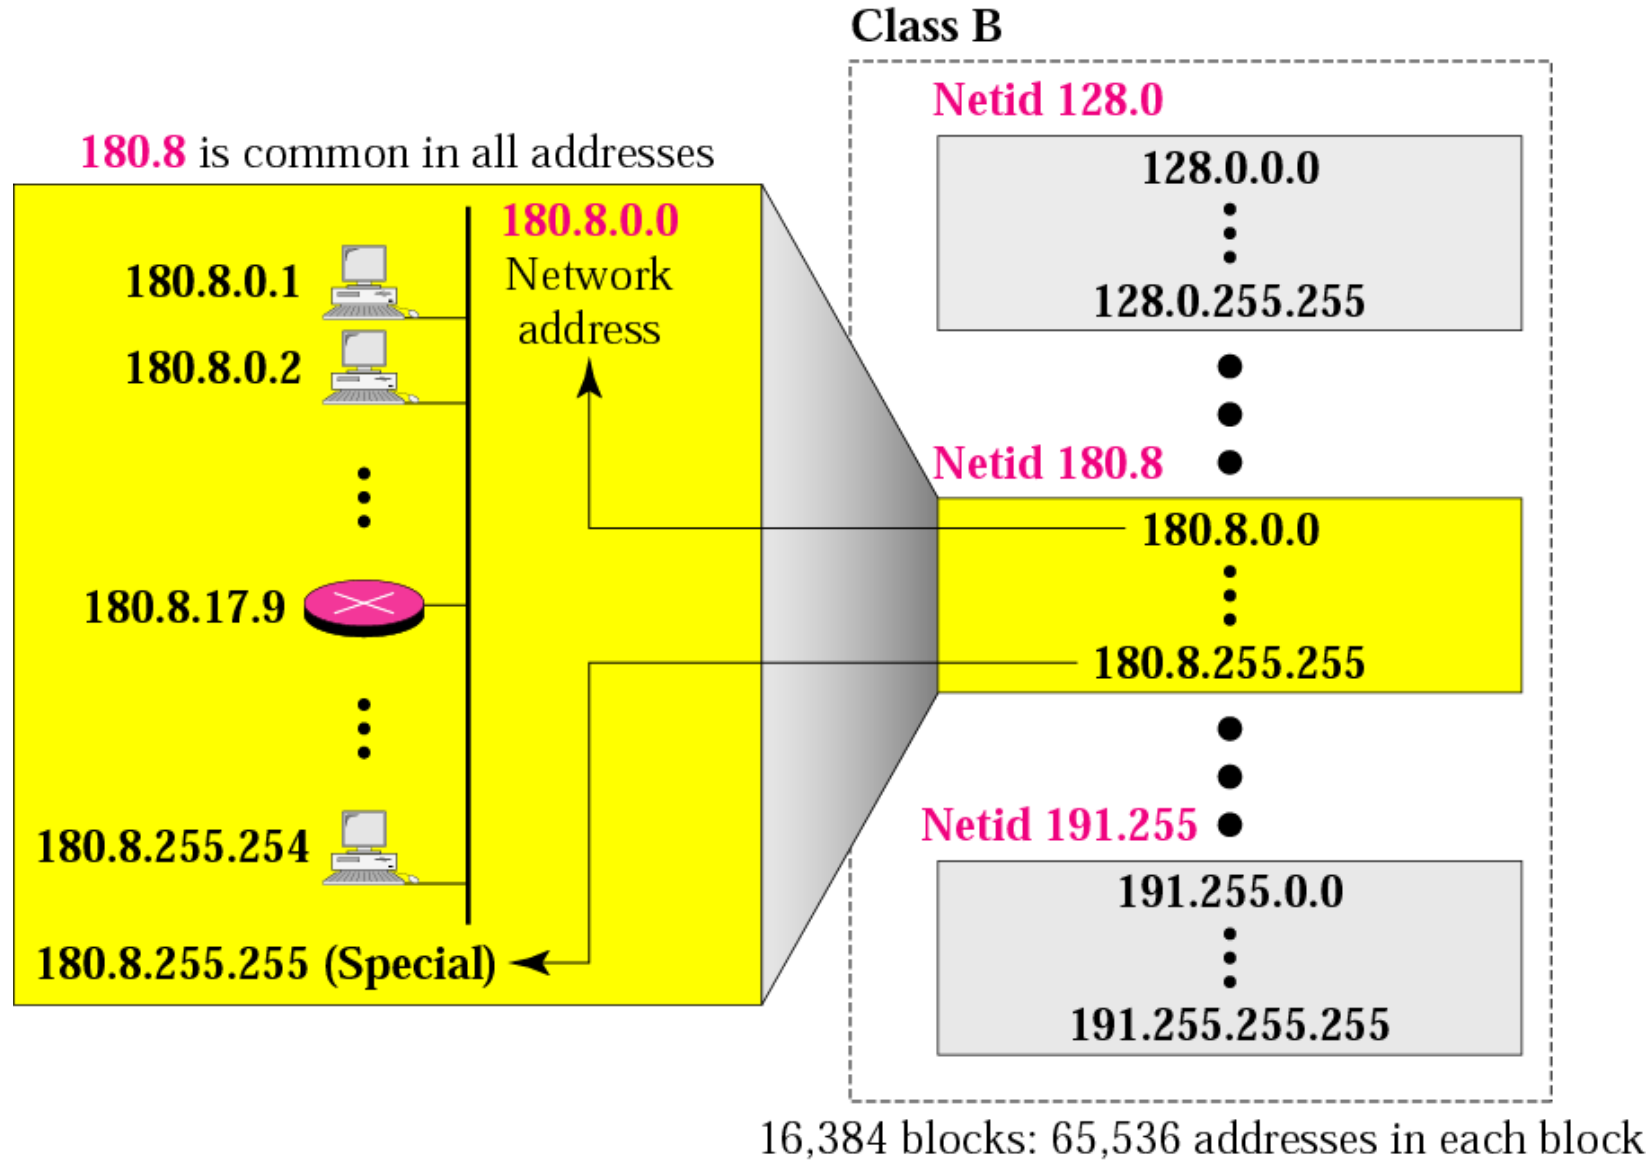 Class B
Netid 128.0
128.0.0.0
128.0.255.255
180.8 is common in all addresses
180.8.0.0
Network
address
180.8.0.1
180.8.0.2
180.8.17.9
180.8.255.254
180.8.255.255 (Special)
Netid 180.8
180.8.0.0
180.8.255.255
Netid 191.255
191.255.0.0
191.255.255.255
16,384 blocks: 65,536 addresses in each block